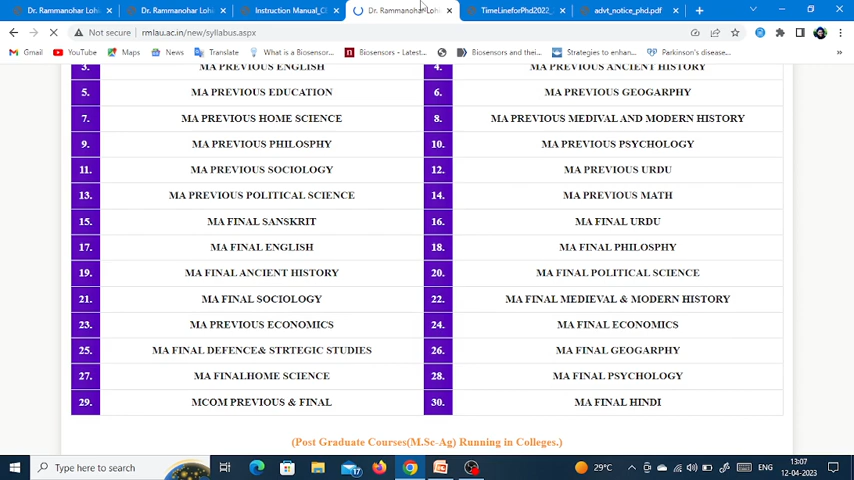 Dr. Rammanohar Lohi
Dr. Rammanohar Lohi
Instruction Manual_C
Dr. Rammanohar Lohi
TimeLineforPhd2022_
advt_notice_phd.pdf
Not secure | rmlau.ac.in/new/syllabus.aspx
Gmail
YouTube
Maps
News
Translate
What is a Biosensor...
Biosensors - Latest...
Biosensors and thei...
Strategies to enhan...
Parkinson's disease...
3. MA PREVIOUS ENGLISH 4. MA PREVIOUS ANCIENT HISTORY
5. MA PREVIOUS EDUCATION 6. MA PREVIOUS GEOGARPHY
7. MA PREVIOUS HOME SCIENCE 8. MA PREVIOUS MEDIVAL AND MODERN HISTORY
9. MA PREVIOUS PHILOSPHY 10. MA PREVIOUS PSYCHOLOGY
11. MA PREVIOUS SOCIOLOGY 12. MA PREVIOUS URDU
13. MA PREVIOUS POLITICAL SCIENCE 14. MA PREVIOUS MATH
15. MA FINAL SANSKRIT 16. MA FINAL URDU
17. MA FINAL ENGLISH 18. MA FINAL PHILOSPHY
19. MA FINAL ANCIENT HISTORY 20. MA FINAL POLITICAL SCIENCE
21. MA FINAL SOCIOLOGY 22. MA FINAL MEDIEVAL & MODERN HISTORY
23. MA PREVIOUS ECONOMICS 24. MA FINAL ECONOMICS
25. MA FINAL DEFENCE& STRTEGIC STUDIES 26. MA FINAL GEOGARPHY
27. MA FINALHOME SCIENCE 28. MA FINAL PSYCHOLOGY
29. MCOM PREVIOUS & FINAL 30. MA FINAL HINDI
(Post Graduate Courses(M.Sc-Ag) Running in Colleges.)
Type here to search
17
29°C
ENG
13:07
12-04-2023